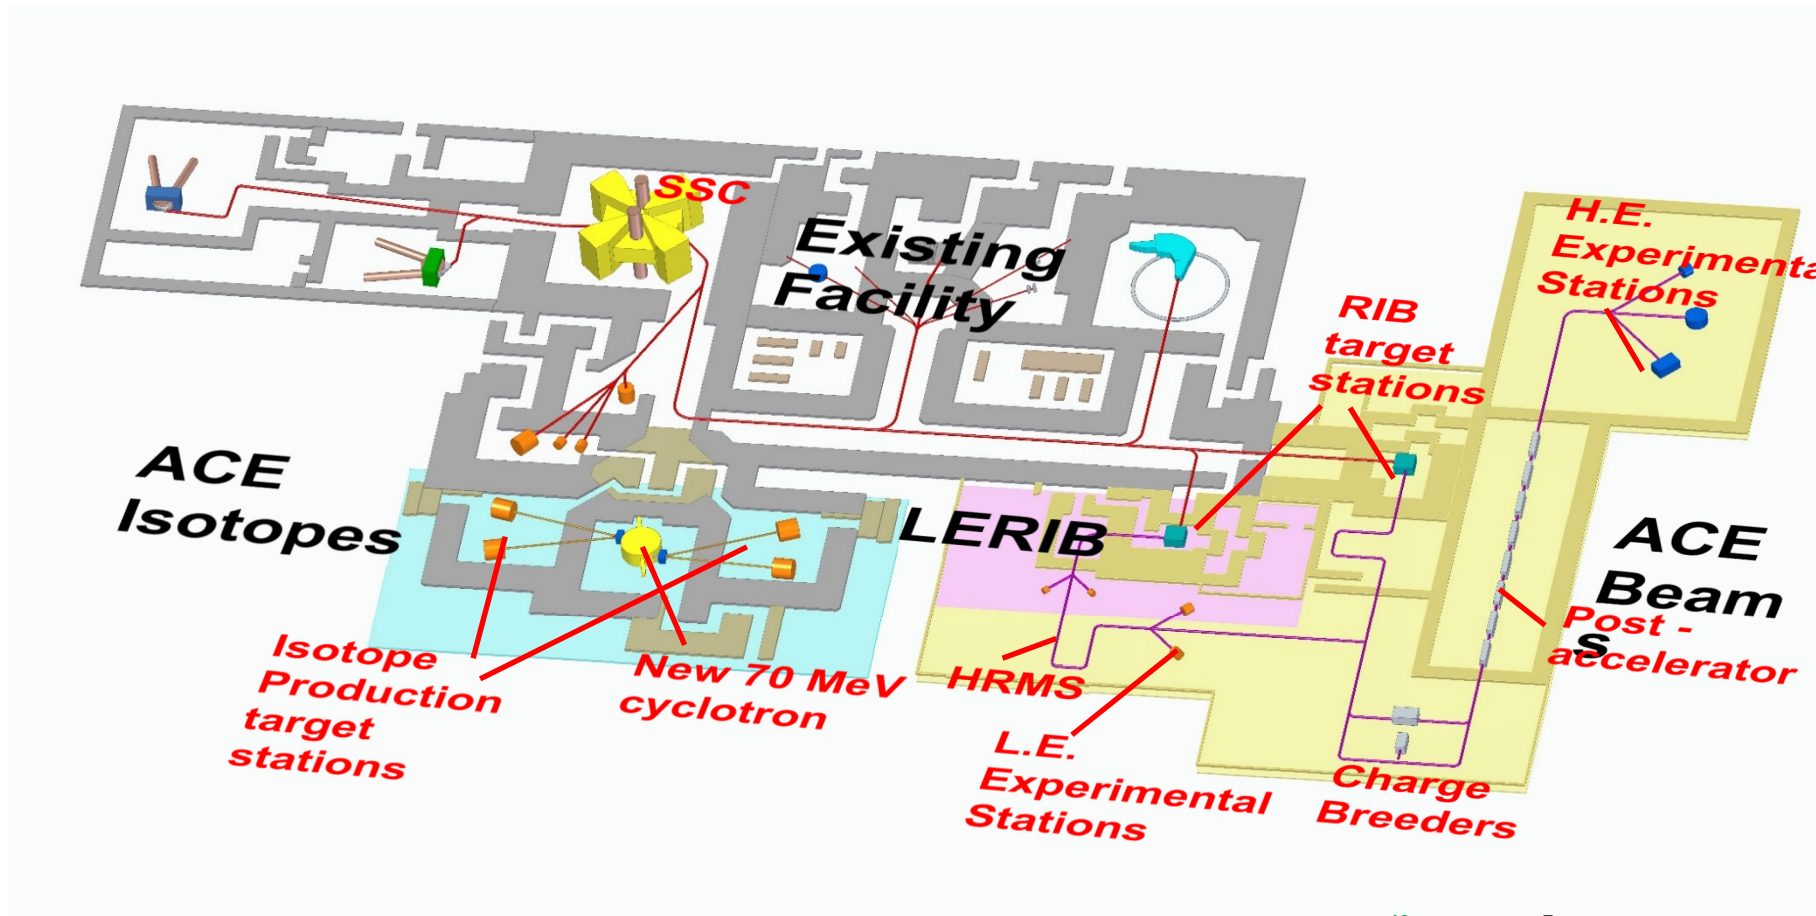 SSC
Existing
Facility
H.E.
Experimenta
Stations
RIB
target
stations
ACE
Isotopes
LERIB
ACE
Beam
s
Post -
accelerator
Isotope
Production
target
stations
New 70 MeV
cyclotron
HRMS
L.E.
Experimental
Stations
Charge
Breeders